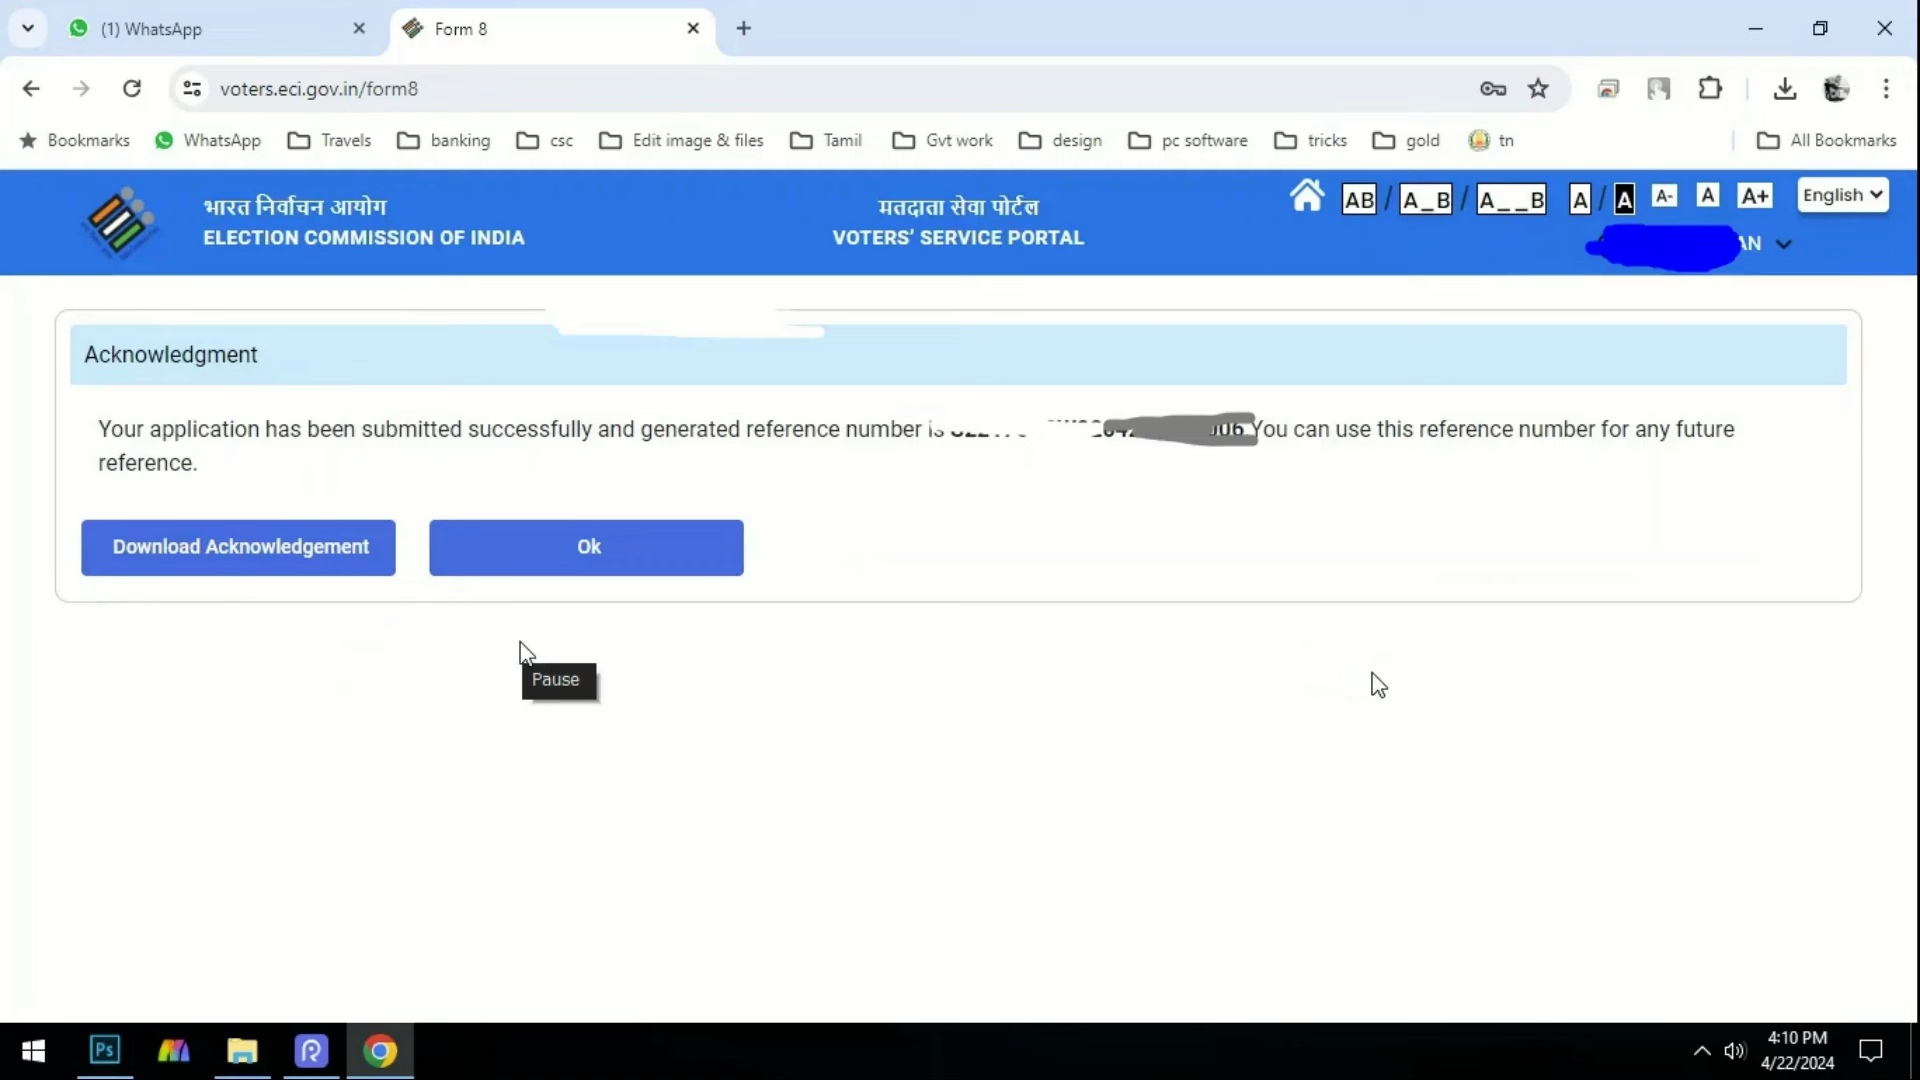 (1) WhatsApp
Form 8
voters.eci.gov.in/form8
Bookmarks WhatsApp Travels banking csc Edit image & files Tamil Gvt work design pc software tricks gold tn All Bookmarks
भारत निर्वाचन आयोग
ELECTION COMMISSION OF INDIA
मतदाता सेवा पोर्टल
VOTERS’ SERVICE PORTAL
AB / A_B / A__B A / A A- A A+ English
AN
Acknowledgment
Your application has been submitted successfully and generated reference number is You can use this reference number for any future
reference.
Download Acknowledgement
Ok
Pause
Ps
4:10 PM
4/22/2024